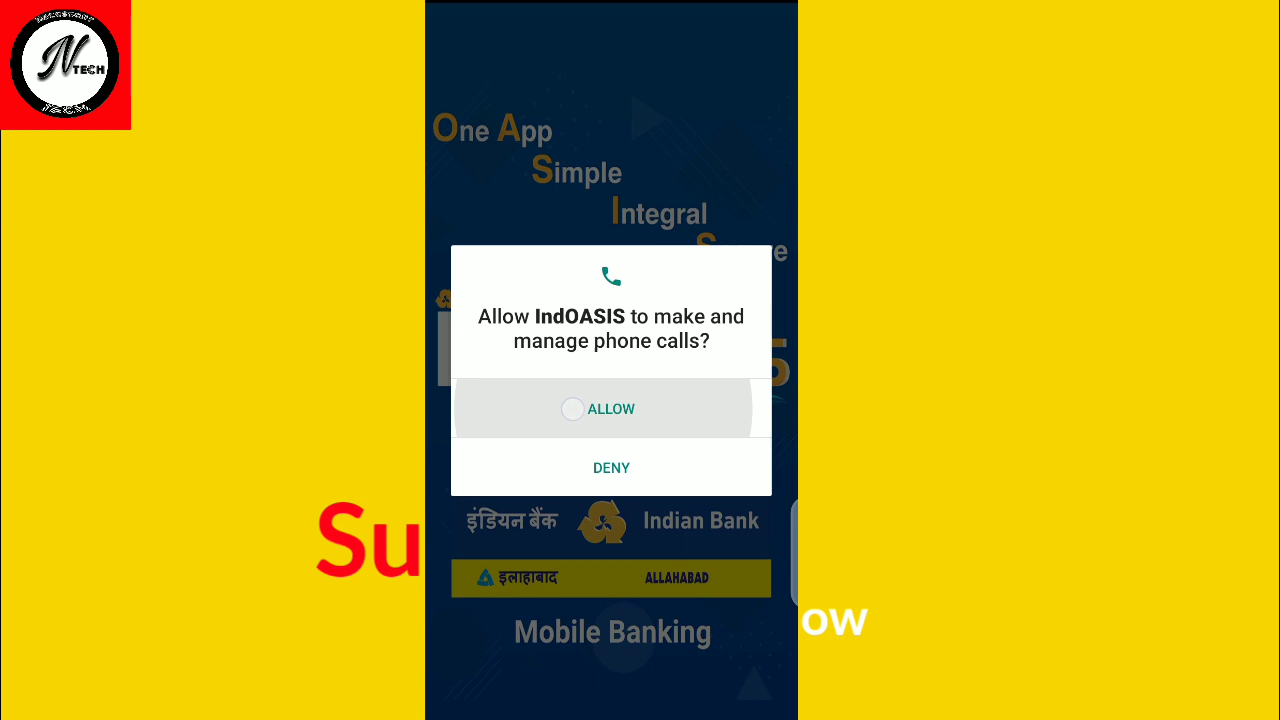 N TECH
TECH
One App
Simple
Integral
S
e
Allow IndOASIS to make and
manage phone calls?
ALLOW
DENY
Su
इंडियन बैंक Indian Bank
इलाहाबाद ALLAHABAD
ow
Mobile Banking